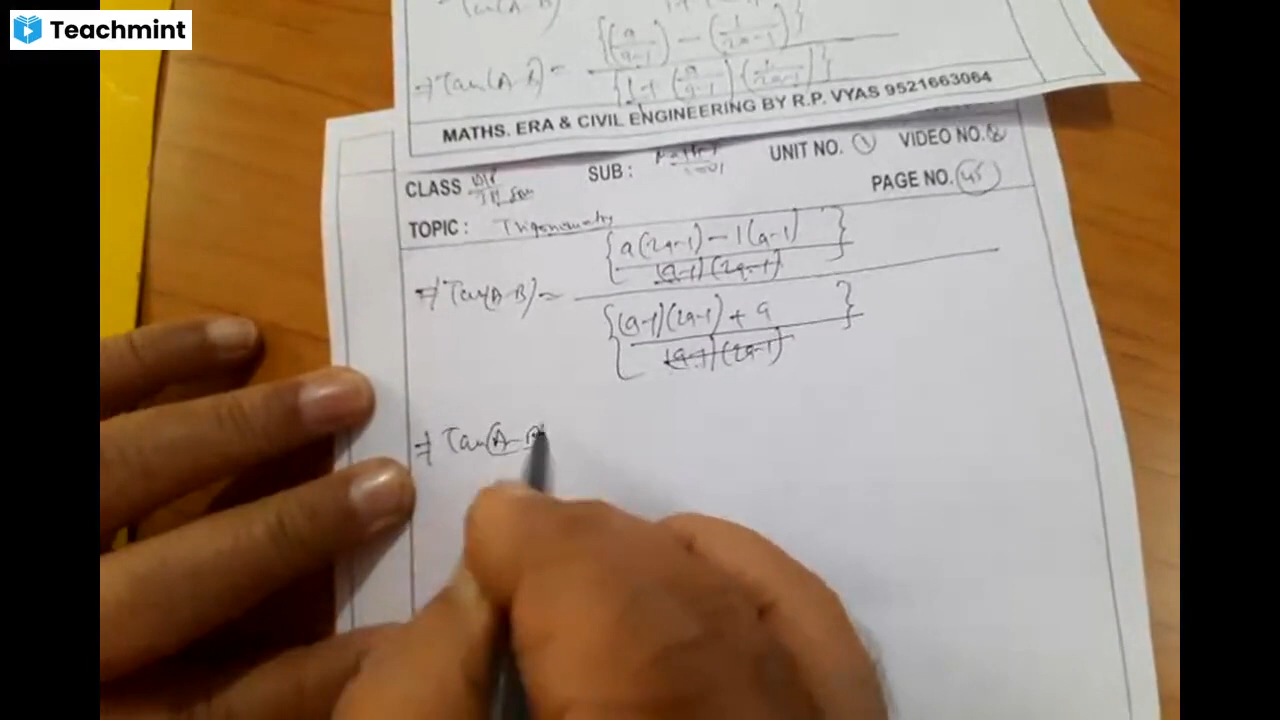 Teachmint
Tan(A-B)
{(a/a-1) - (1/2a-1)}
⇒ Tan(A-B) =
{1+(a/a-1)(1/2a-1)}
MATHS. ERA & CIVIL ENGINEERING BY R.P. VYAS 9521663064
CLASS SUB : UNIT NO. 1 VIDEO NO.
PAGE NO. 45
TOPIC : Trigonometry
{a(2a-1) - 1(a-1)
(a-1)(2a-1)}
⇒ Tan(A-B) =
{(a-1)(2a-1) + a
(a-1)(2a-1)}
⇒ Tan(A-B